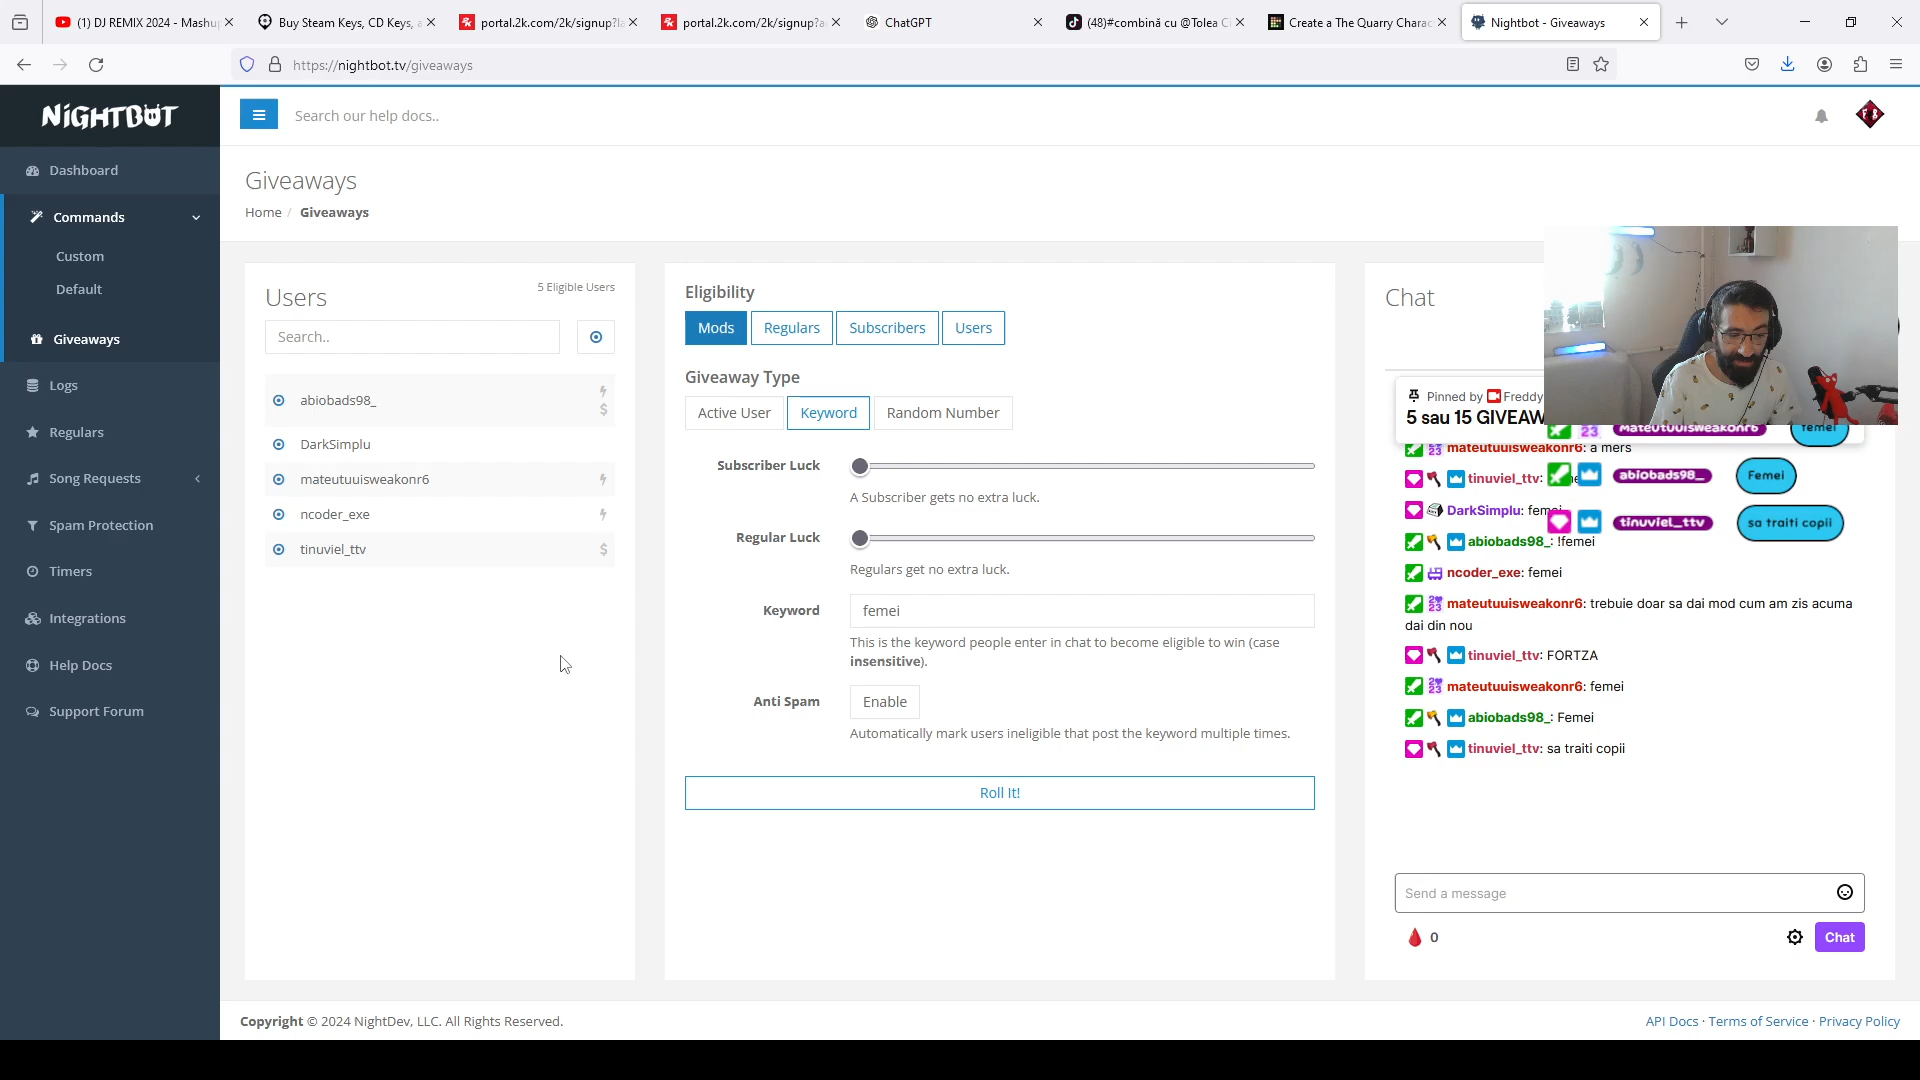 (1) DJ REMIX 2024 - Mashup
Buy Steam Keys, CD Keys, a
portal.2k.com/2k/signup?la
portal.2k.com/2k/signup?a
ChatGPT
(48)#combină cu @Tolea Ci
Create a The Quarry Charac
Nightbot - Giveaways
https://nightbot.tv/giveaways
NIGHTBOT
Search our help docs..
Dashboard
Commands
Custom
Default
Giveaways
Logs
Regulars
Song Requests
Spam Protection
Timers
Integrations
Help Docs
Support Forum
Giveaways
Home / Giveaways
Users
5 Eligible Users
Search..
abiobads98_
DarkSimplu
mateutuuisweakonr6
ncoder_exe
tinuviel_ttv
Eligibility
Mods
Regulars
Subscribers
Users
Giveaway Type
Active User
Keyword
Random Number
Subscriber Luck
A Subscriber gets no extra luck.
Regular Luck
Regulars get no extra luck.
Keyword
femei
This is the keyword people enter in chat to become eligible to win (case
insensitive).
Anti Spam
Enable
Automatically mark users ineligible that post the keyword multiple times.
Roll It!
Chat
Pinned by Freddy
5 sau 15 GIVEAW
mateutuuisweakonr6 femei
mateutuuisweakonr6: a mers
abiobads98_ Femei
tinuviel_ttv:
DarkSimplu: femei
tinuviel_ttv sa traiti copii
abiobads98_: !femei
ncoder_exe: femei
mateutuuisweakonr6: trebuie doar sa dai mod cum am zis acuma
dai din nou
tinuviel_ttv: FORTZA
mateutuuisweakonr6: femei
abiobads98_: Femei
tinuviel_ttv: sa traiti copii
Send a message
0
Chat
Copyright © 2024 NightDev, LLC. All Rights Reserved.
API Docs · Terms of Service · Privacy Policy